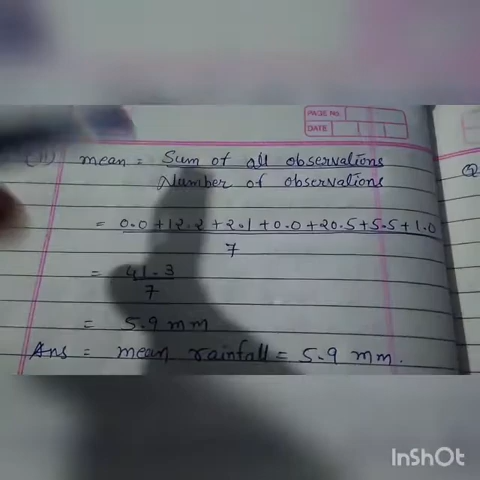 PAGE No.
DATE
(ii) mean = Sum of all observations
Number of observations
= 0.0 + 12.2 + 2.1 + 0.0 + 20.5 + 5.5 + 1.0
7
= 41.3
7
= 5.9 mm
Ans = mean rainfall = 5.9 mm.
Q
InShOt